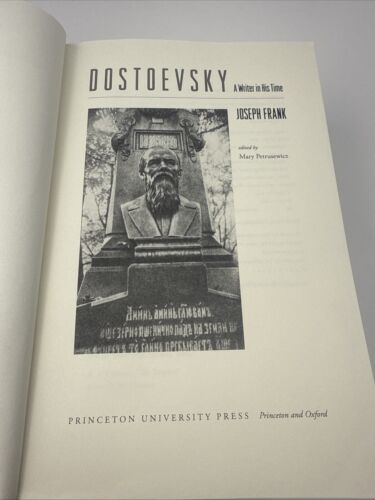 DOSTOEVSKY A Writer in His Time
JOSEPH FRANK
edited by
Mary Petrusewicz
PRINCETON UNIVERSITY PRESS Princeton and Oxford